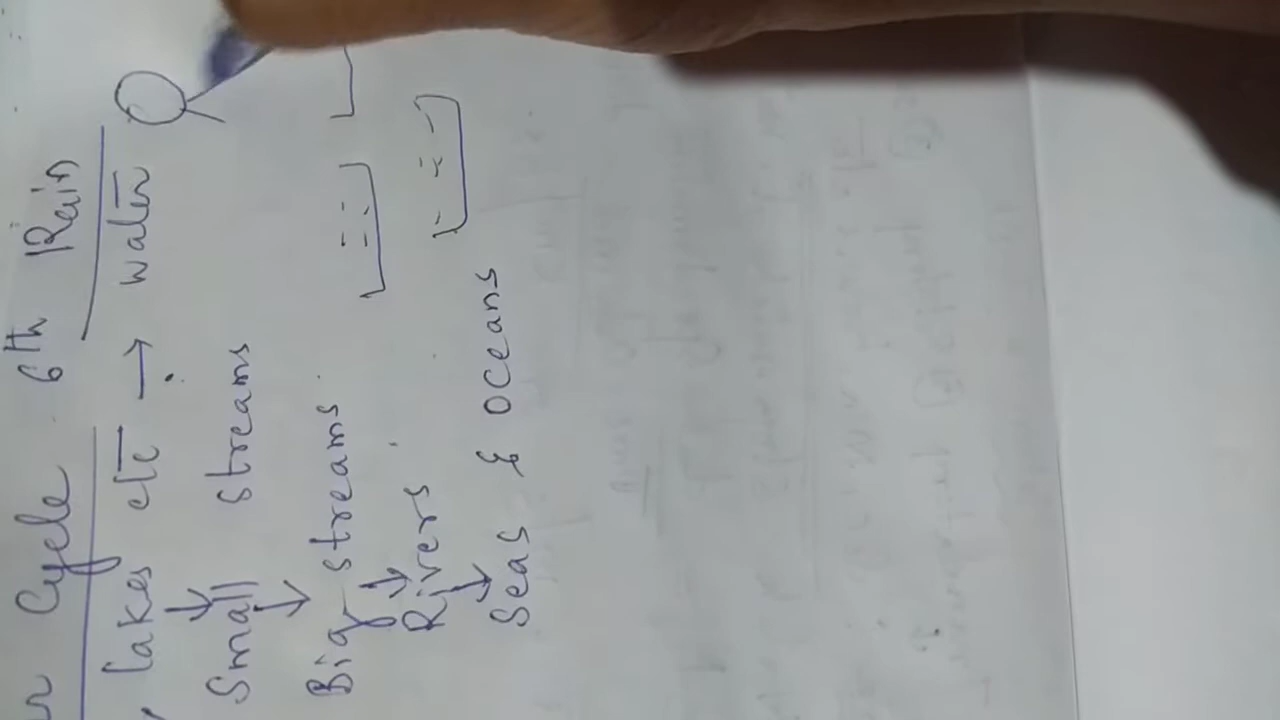 Cycle 6th Rain
lakes etc → water
↓
Small streams
↓
Big streams
↓
Rivers
↓
Seas & Oceans